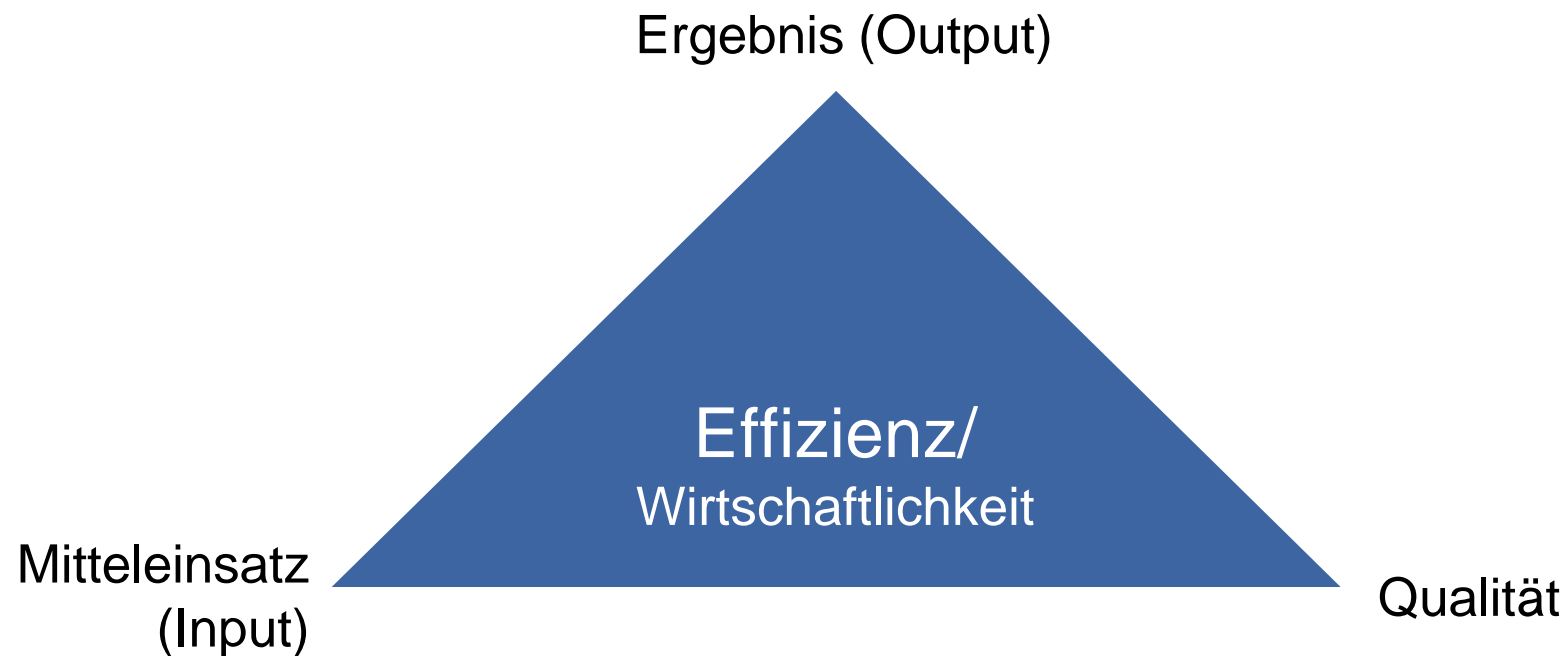 Ergebnis (Output)
Effizienz/
Wirtschaftlichkeit
Mitteleinsatz
(Input)
Qualität